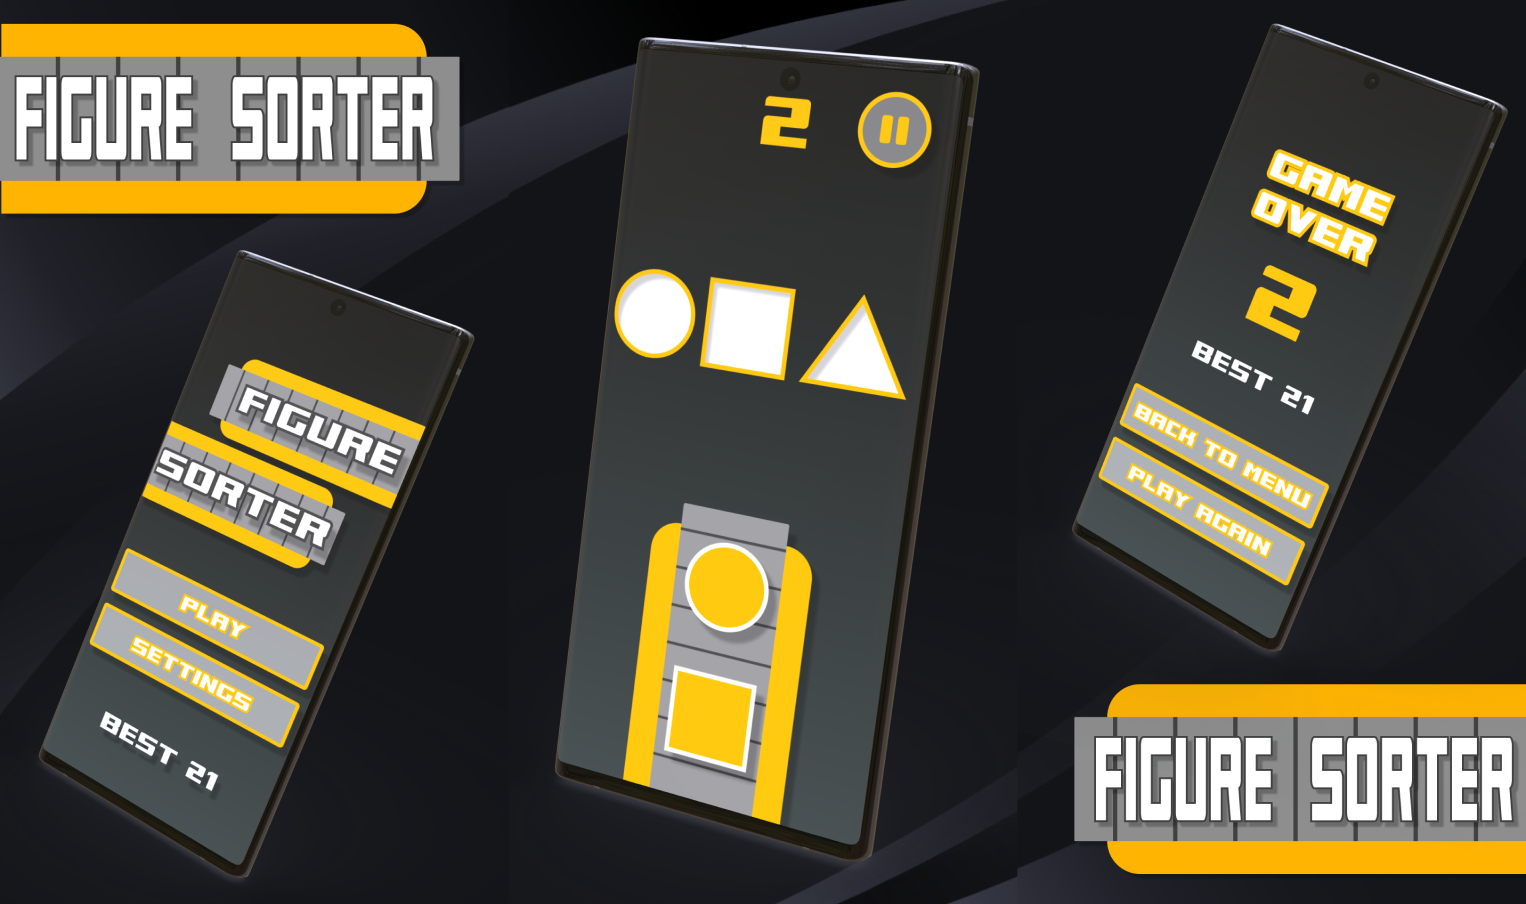 FIGURE SORTER
FIGURE
SORTER
PLAY
SETTINGS
BEST 21
2
GAME
OVER
2
BEST 21
BACK TO MENU
PLAY AGAIN
FIGURE SORTER